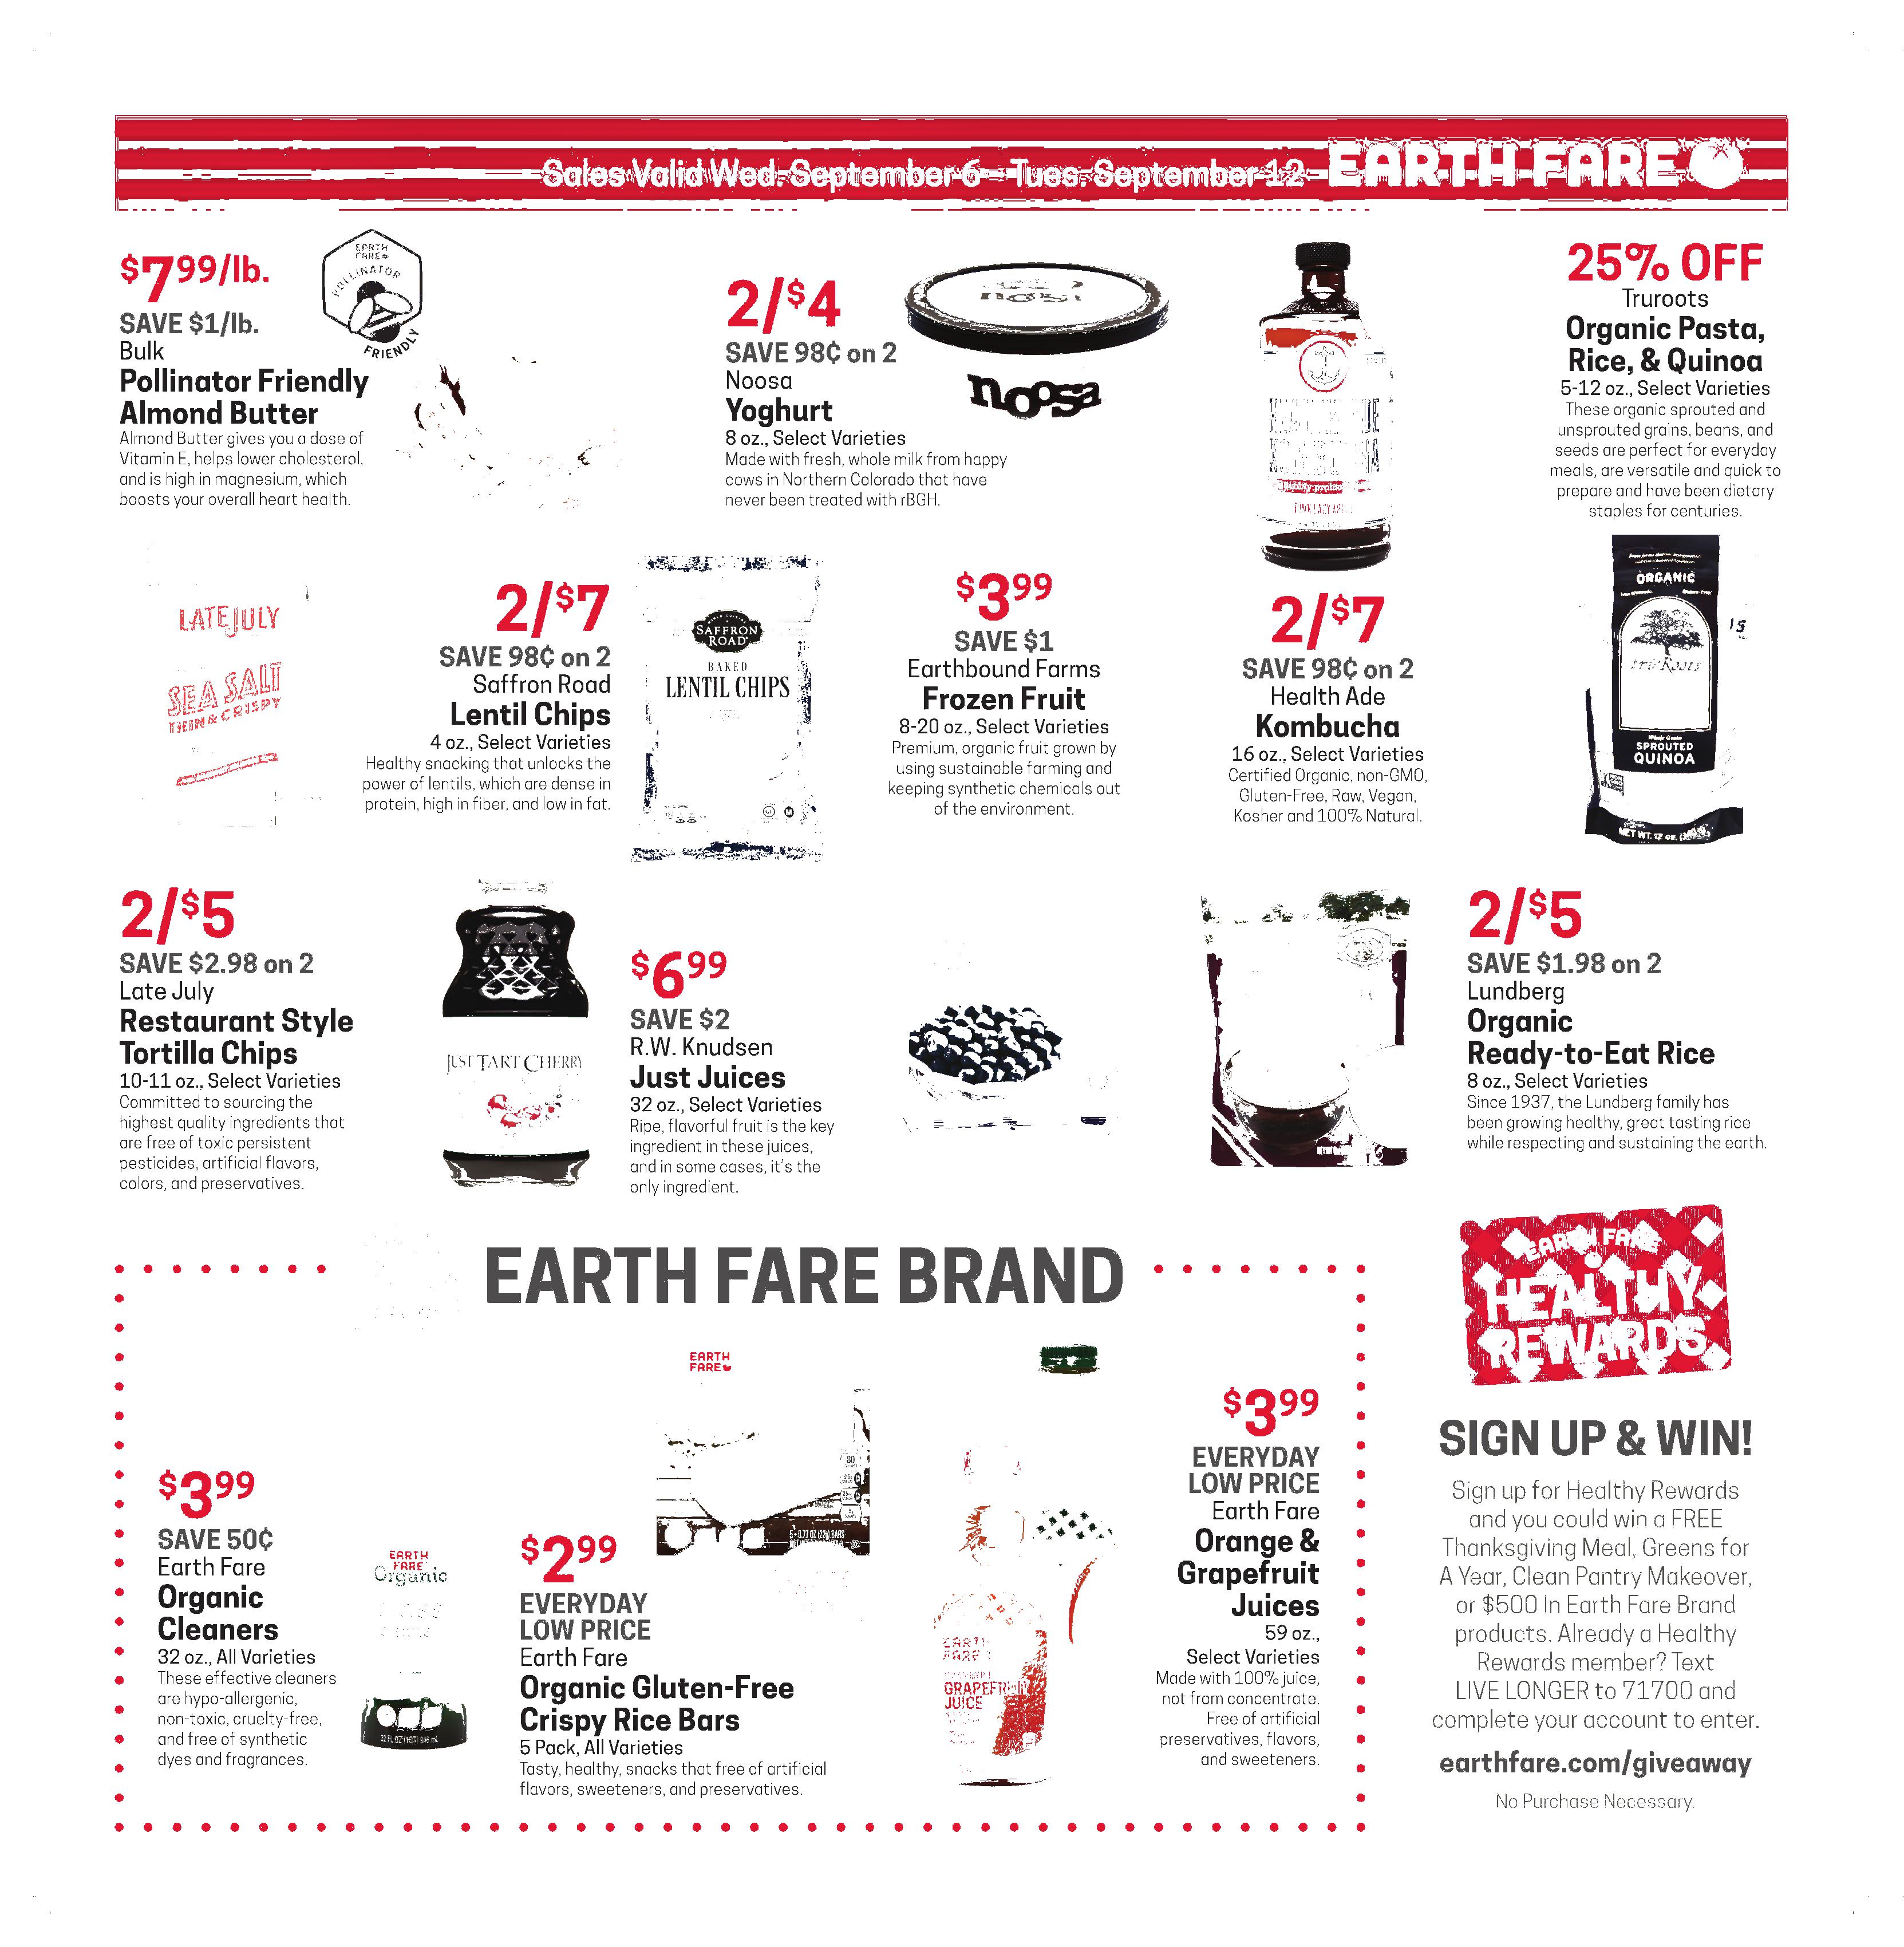 Sales Valid Wed. September 6 - Tues. September 12 EARTH FARE
$7.99/lb.
SAVE $1/lb.
Bulk
Pollinator Friendly
Almond Butter
Almond Butter gives you a dose of
Vitamin E, helps lower cholesterol,
and is high in magnesium, which
boosts your overall heart health.
EARTH
FARE
POLLINATOR
FRIENDLY
2/$4
SAVE 98¢ on 2
Noosa
Yoghurt
8 oz., Select Varieties
Made with fresh, whole milk from happy
cows in Northern Colorado that have
never been treated with rBGH.
noosa
noosa
25% OFF
Truroots
Organic Pasta,
Rice, & Quinoa
5-12 oz., Select Varieties
These organic sprouted and
unsprouted grains, beans, and
seeds are perfect for everyday
meals, are versatile and quick to
prepare and have been dietary
staples for centuries.
ORGANIC
truRoots
SPROUTED
QUINOA
NET WT. 12 oz.
LATE JULY
SEA SALT
THIN & CRISPY
2/$7
SAVE 98¢ on 2
Saffron Road
Lentil Chips
4 oz., Select Varieties
Healthy snacking that unlocks the
power of lentils, which are dense in
protein, high in fiber, and low in fat.
SAFFRON
ROAD
BAKED
LENTIL CHIPS
$3.99
SAVE $1
Earthbound Farms
Frozen Fruit
8-20 oz., Select Varieties
Premium, organic fruit grown by
using sustainable farming and
keeping synthetic chemicals out
of the environment.
2/$7
SAVE 98¢ on 2
Health Ade
Kombucha
16 oz., Select Varieties
Certified Organic, non-GMO,
Gluten-Free, Raw, Vegan,
Kosher and 100% Natural.
2/$5
SAVE $2.98 on 2
Late July
Restaurant Style
Tortilla Chips
10-11 oz., Select Varieties
Committed to sourcing the
highest quality ingredients that
are free of toxic persistent
pesticides, artificial flavors,
colors, and preservatives.
JUST TART CHERRY
$6.99
SAVE $2
R.W. Knudsen
Just Juices
32 oz., Select Varieties
Ripe, flavorful fruit is the key
ingredient in these juices,
and in some cases, it's the
only ingredient.
2/$5
SAVE $1.98 on 2
Lundberg
Organic
Ready-to-Eat Rice
8 oz., Select Varieties
Since 1937, the Lundberg family has
been growing healthy, great tasting rice
while respecting and sustaining the earth.
EARTH FARE BRAND
$3.99
SAVE 50¢
Earth Fare
Organic
Cleaners
32 oz., All Varieties
These effective cleaners
are hypo-allergenic,
non-toxic, cruelty-free,
and free of synthetic
dyes and fragrances.
EARTH
FARE
Organic
32 FL OZ (1 QT) 946 mL
EARTH
FARE
80
5 - 0.77 OZ (22g) BARS
$2.99
EVERYDAY
LOW PRICE
Earth Fare
Organic Gluten-Free
Crispy Rice Bars
5 Pack, All Varieties
Tasty, healthy, snacks that free of artificial
flavors, sweeteners, and preservatives.
EARTH
FARE
GRAPEFRUIT
JUICE
$3.99
EVERYDAY
LOW PRICE
Earth Fare
Orange &
Grapefruit
Juices
59 oz.,
Select Varieties
Made with 100% juice,
not from concentrate.
Free of artificial
preservatives, flavors,
and sweeteners.
EARTH FARE
HEALTHY
REWARDS
SIGN UP & WIN!
Sign up for Healthy Rewards
and you could win a FREE
Thanksgiving Meal, Greens for
A Year, Clean Pantry Makeover,
or $500 In Earth Fare Brand
products. Already a Healthy
Rewards member? Text
LIVE LONGER to 71700 and
complete your account to enter.
earthfare.com/giveaway
No Purchase Necessary.